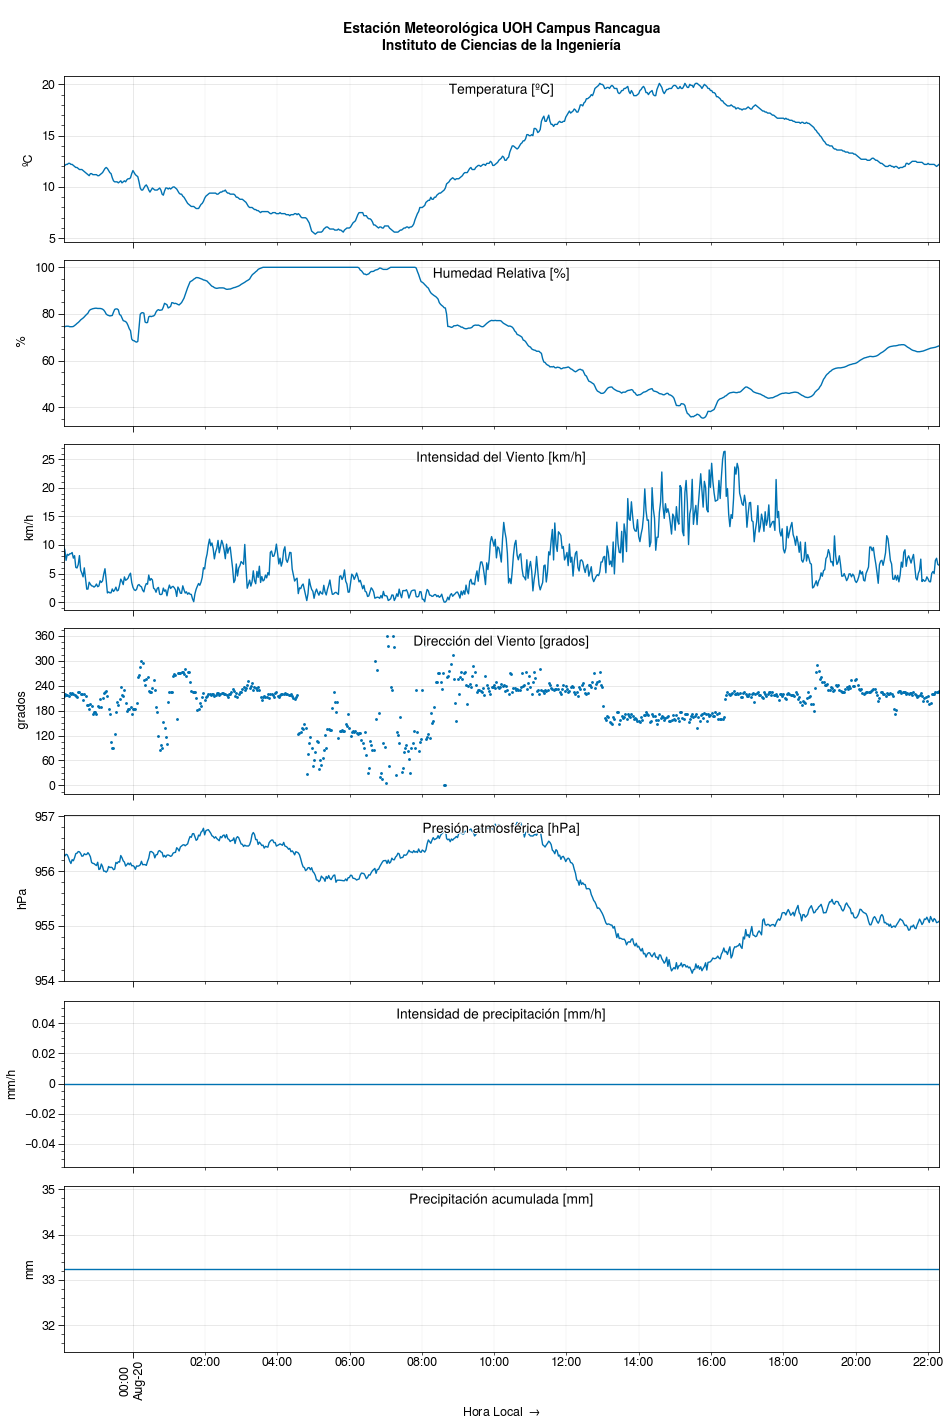 Estación Meteorológica UOH Campus Rancagua
Instituto de Ciencias de la Ingeniería
Temperatura [ºC]
ºC
20
15
10
5
Humedad Relativa [%]
%
100
80
60
40
Intensidad del Viento [km/h]
km/h
25
20
15
10
5
0
Dirección del Viento [grados]
grados
360
300
240
180
120
60
0
Presión atmosférica [hPa]
hPa
957
956
955
954
Intensidad de precipitación [mm/h]
mm/h
0.04
0.02
0
−0.02
−0.04
Precipitación acumulada [mm]
mm
35
34
33
32
00:00
Aug-20
02:00
04:00
06:00
08:00
10:00
12:00
14:00
16:00
18:00
20:00
22:00
Hora Local →